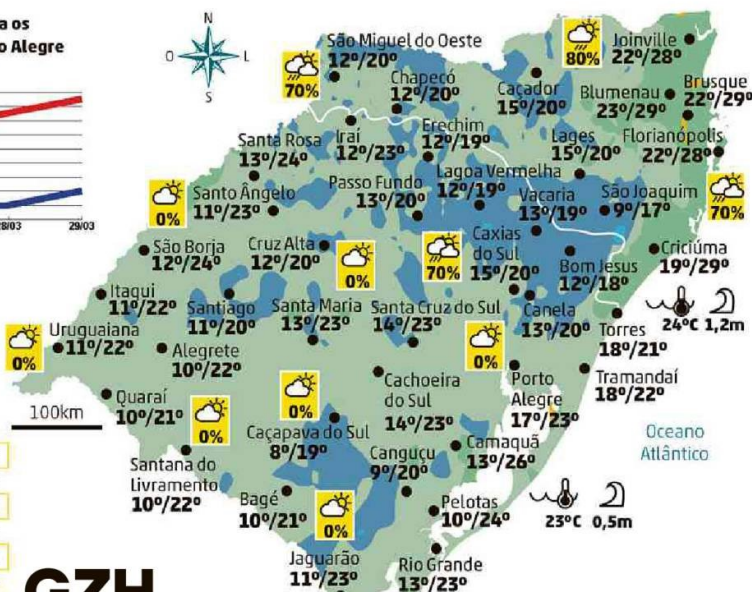 a os
o Alegre
28/03
29/03
N
O
L
S
São Miguel do Oeste
12º/20º
70%
Chapecó
12º/20º
80%
Caçador
15º/20º
Joinville
22º/28º
Blumenau
23º/29º
Brusque
22º/29º
Santa Rosa
13º/24º
Iraí
12º/23º
Erechim
12º/19º
Lages
15º/20º
Florianópolis
22º/28º
0%
Santo Ângelo
11º/23º
Passo Fundo
13º/20º
Lagoa Vermelha
12º/19º
Vacaria
13º/19º
São Joaquim
9º/17º
70%
São Borja
12º/24º
Cruz Alta
12º/20º
0%
70%
Caxias
do Sul
15º/20º
Bom Jesus
12º/18º
Criciúma
19º/29º
Itaqui
11º/22º
Santiago
11º/20º
Santa Maria
13º/23º
Santa Cruz do Sul
14º/23º
Canela
13º/20º
24ºC 1,2m
Torres
18º/21º
0%
Uruguaiana
11º/22º
Alegrete
10º/22º
0%
Quaraí
10º/21º
100km
0%
0%
Cachoeira
do Sul
14º/23º
Porto
Alegre
17º/23º
Tramandaí
18º/22º
Caçapava do Sul
8º/19º
Canguçu
9º/20º
Camaquã
13º/26º
Oceano
Atlântico
Santana do
Livramento
10º/22º
Bagé
10º/21º
0%
Pelotas
10º/24º
23ºC 0,5m
Jaguarão
11º/23º
Rio Grande
13º/23º
GZH